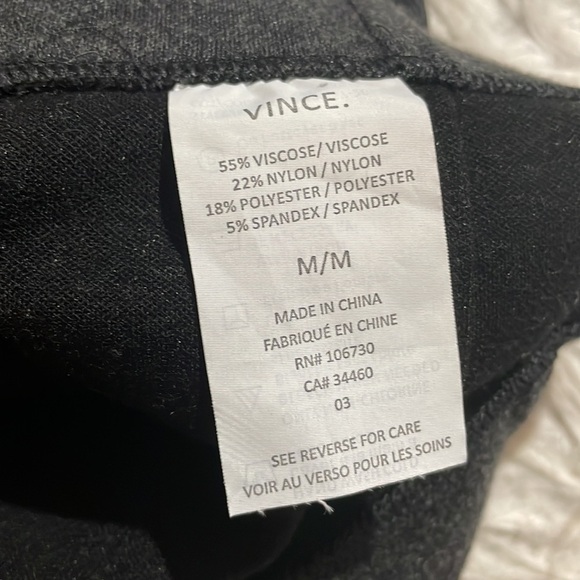 VINCE.
55% VISCOSE/ VISCOSE
22% NYLON / NYLON
18% POLYESTER / POLYESTER
5% SPANDEX / SPANDEX
M/M
MADE IN CHINA
FABRIQUÉ EN CHINE
RN# 106730
CA# 34460
03
SEE REVERSE FOR CARE
VOIR AU VERSO POUR LES SOINS